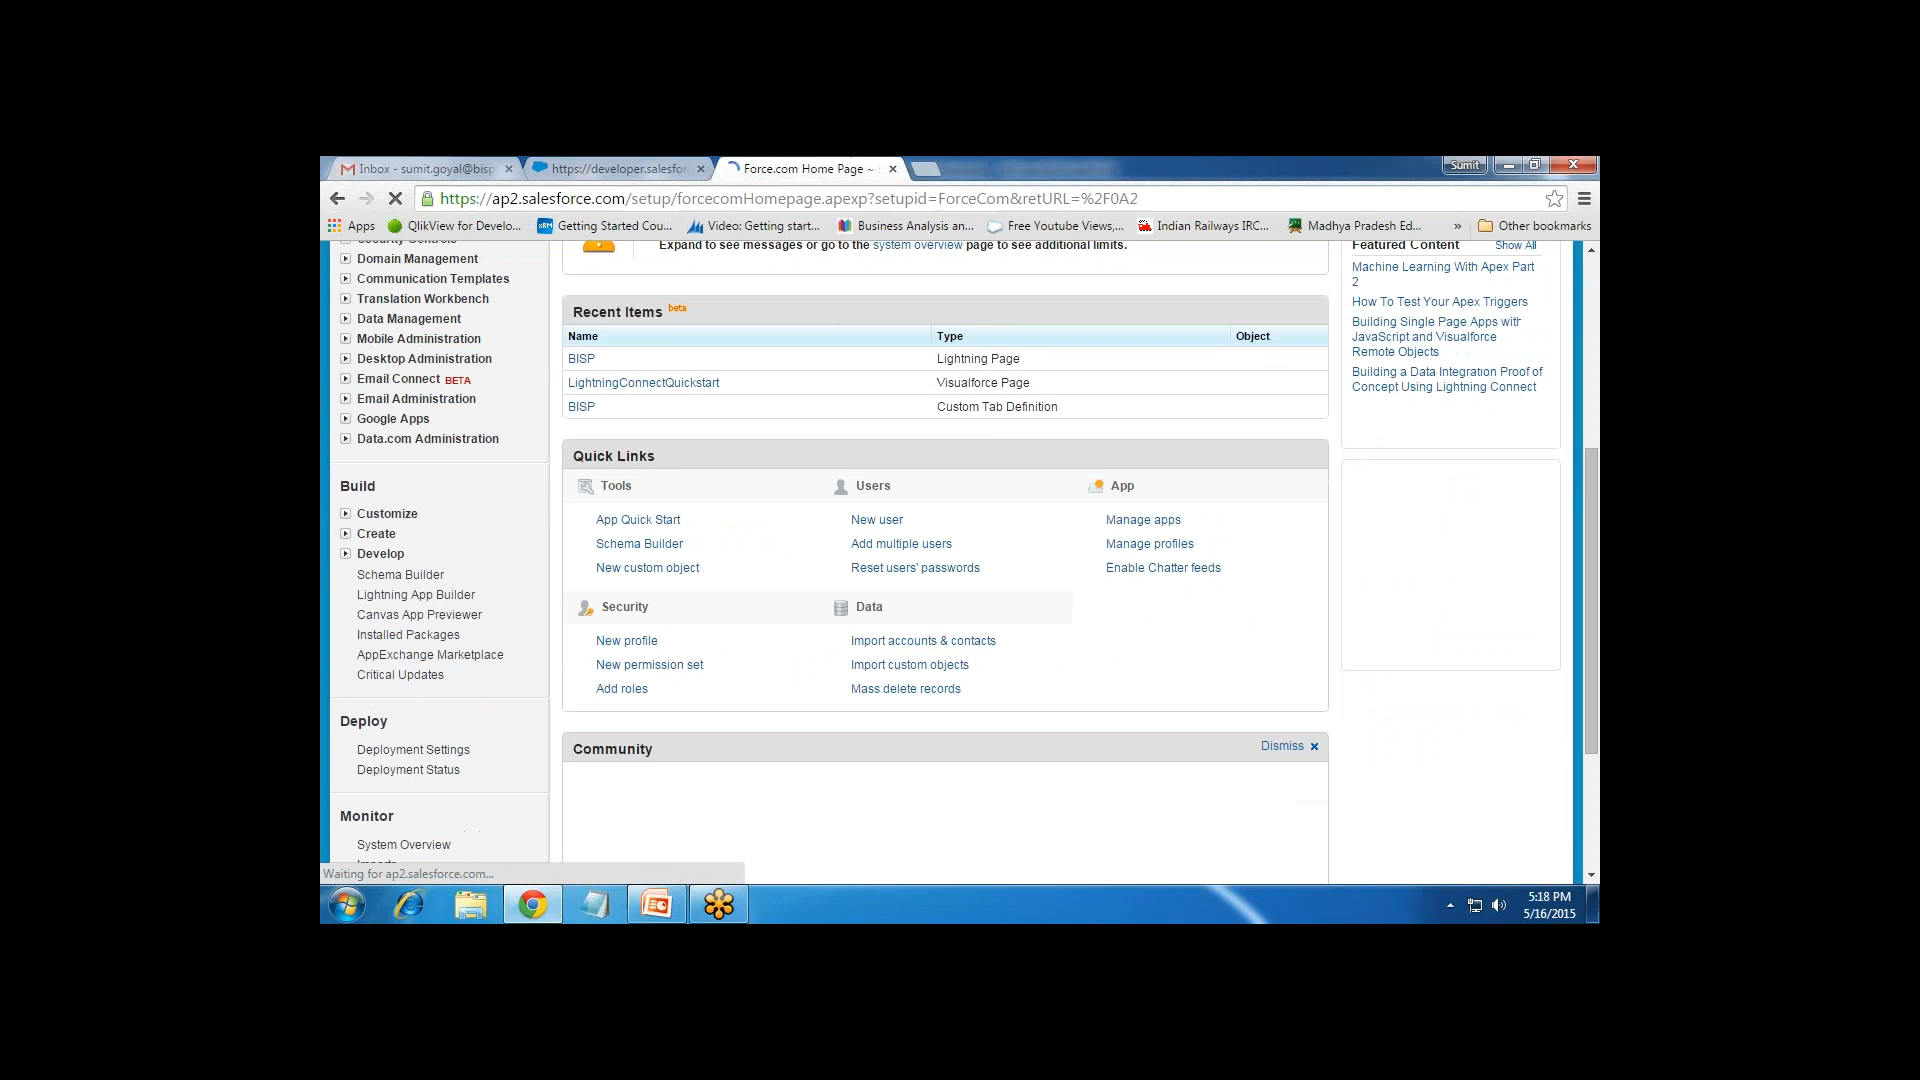 Inbox - sumit.goyal@bisp
https://developer.salesfor
Force.com Home Page ~
Sumit
https://ap2.salesforce.com/setup/forcecomHomepage.apexp?setupid=ForceCom&retURL=%2F0A2
Apps
QlikView for Develo...
Getting Started Cou...
Video: Getting start...
Business Analysis an...
Free Youtube Views,...
Indian Railways IRC...
Madhya Pradesh Ed...
»
Other bookmarks
Security Controls
Domain Management
Communication Templates
Translation Workbench
Data Management
Mobile Administration
Desktop Administration
Email Connect BETA
Email Administration
Google Apps
Data.com Administration
Build
Customize
Create
Develop
Schema Builder
Lightning App Builder
Canvas App Previewer
Installed Packages
AppExchange Marketplace
Critical Updates
Deploy
Deployment Settings
Deployment Status
Monitor
System Overview
Imports
Expand to see messages or go to the system overview page to see additional limits.
Recent Items beta
Name Type Object
BISP Lightning Page
LightningConnectQuickstart Visualforce Page
BISP Custom Tab Definition
Quick Links
Tools
App Quick Start
Schema Builder
New custom object
Users
New user
Add multiple users
Reset users' passwords
App
Manage apps
Manage profiles
Enable Chatter feeds
Security
New profile
New permission set
Add roles
Data
Import accounts & contacts
Import custom objects
Mass delete records
Community
Dismiss
Featured Content Show All
Machine Learning With Apex Part
2
How To Test Your Apex Triggers
Building Single Page Apps with
JavaScript and Visualforce
Remote Objects
Building a Data Integration Proof of
Concept Using Lightning Connect
Waiting for ap2.salesforce.com...
5:18 PM
5/16/2015